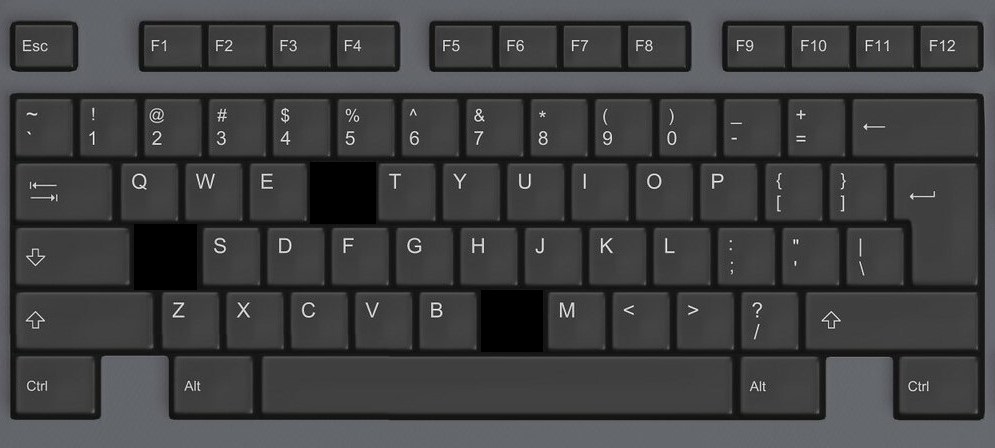 Esc F1 F2 F3 F4 F5 F6 F7 F8 F9 F10 F11 F12
~ ! @ # $ % ^ & * ( ) _ +
` 1 2 3 4 5 6 7 8 9 0 - = ←
Q W E T Y U I O P { }
[ ]
S D F G H J K L : " |
; ' \
Z X C V B M < > ?
/
Ctrl Alt Alt Ctrl